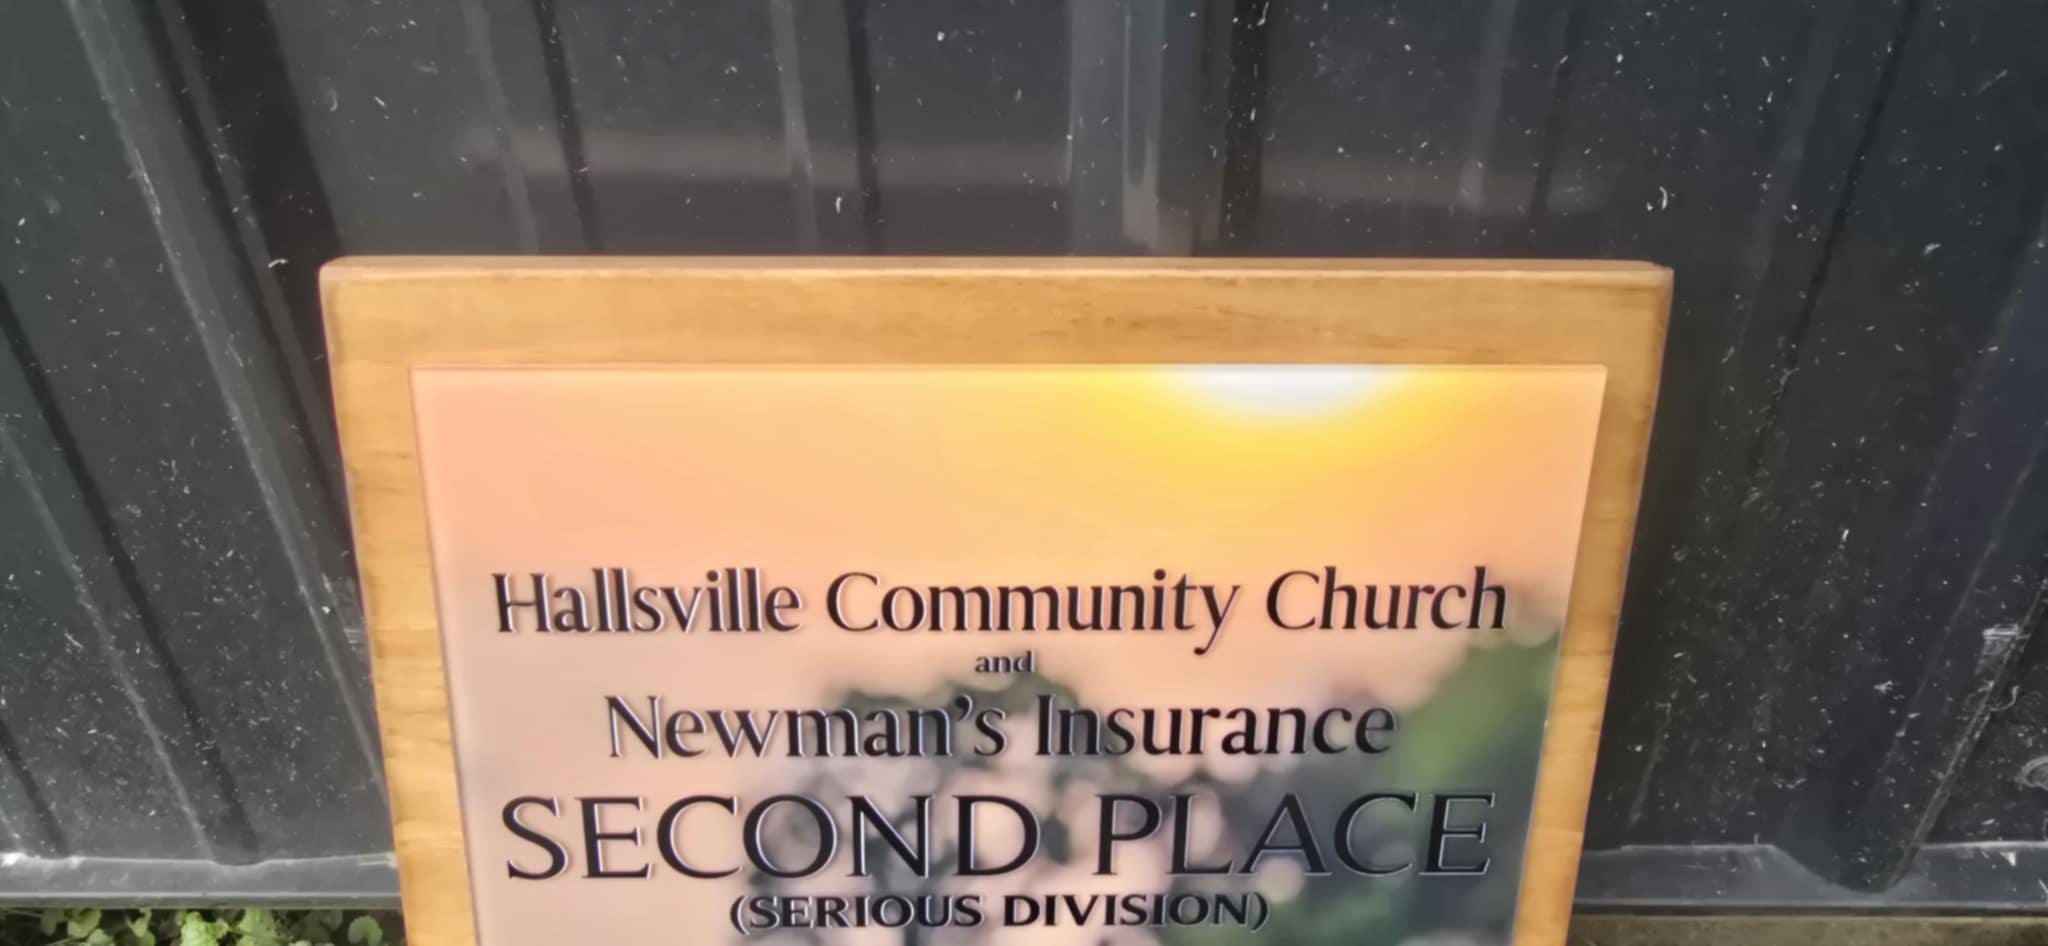 Hallsville Community Church
and
Newman's Insurance
SECOND PLACE
(SERIOUS DIVISION)